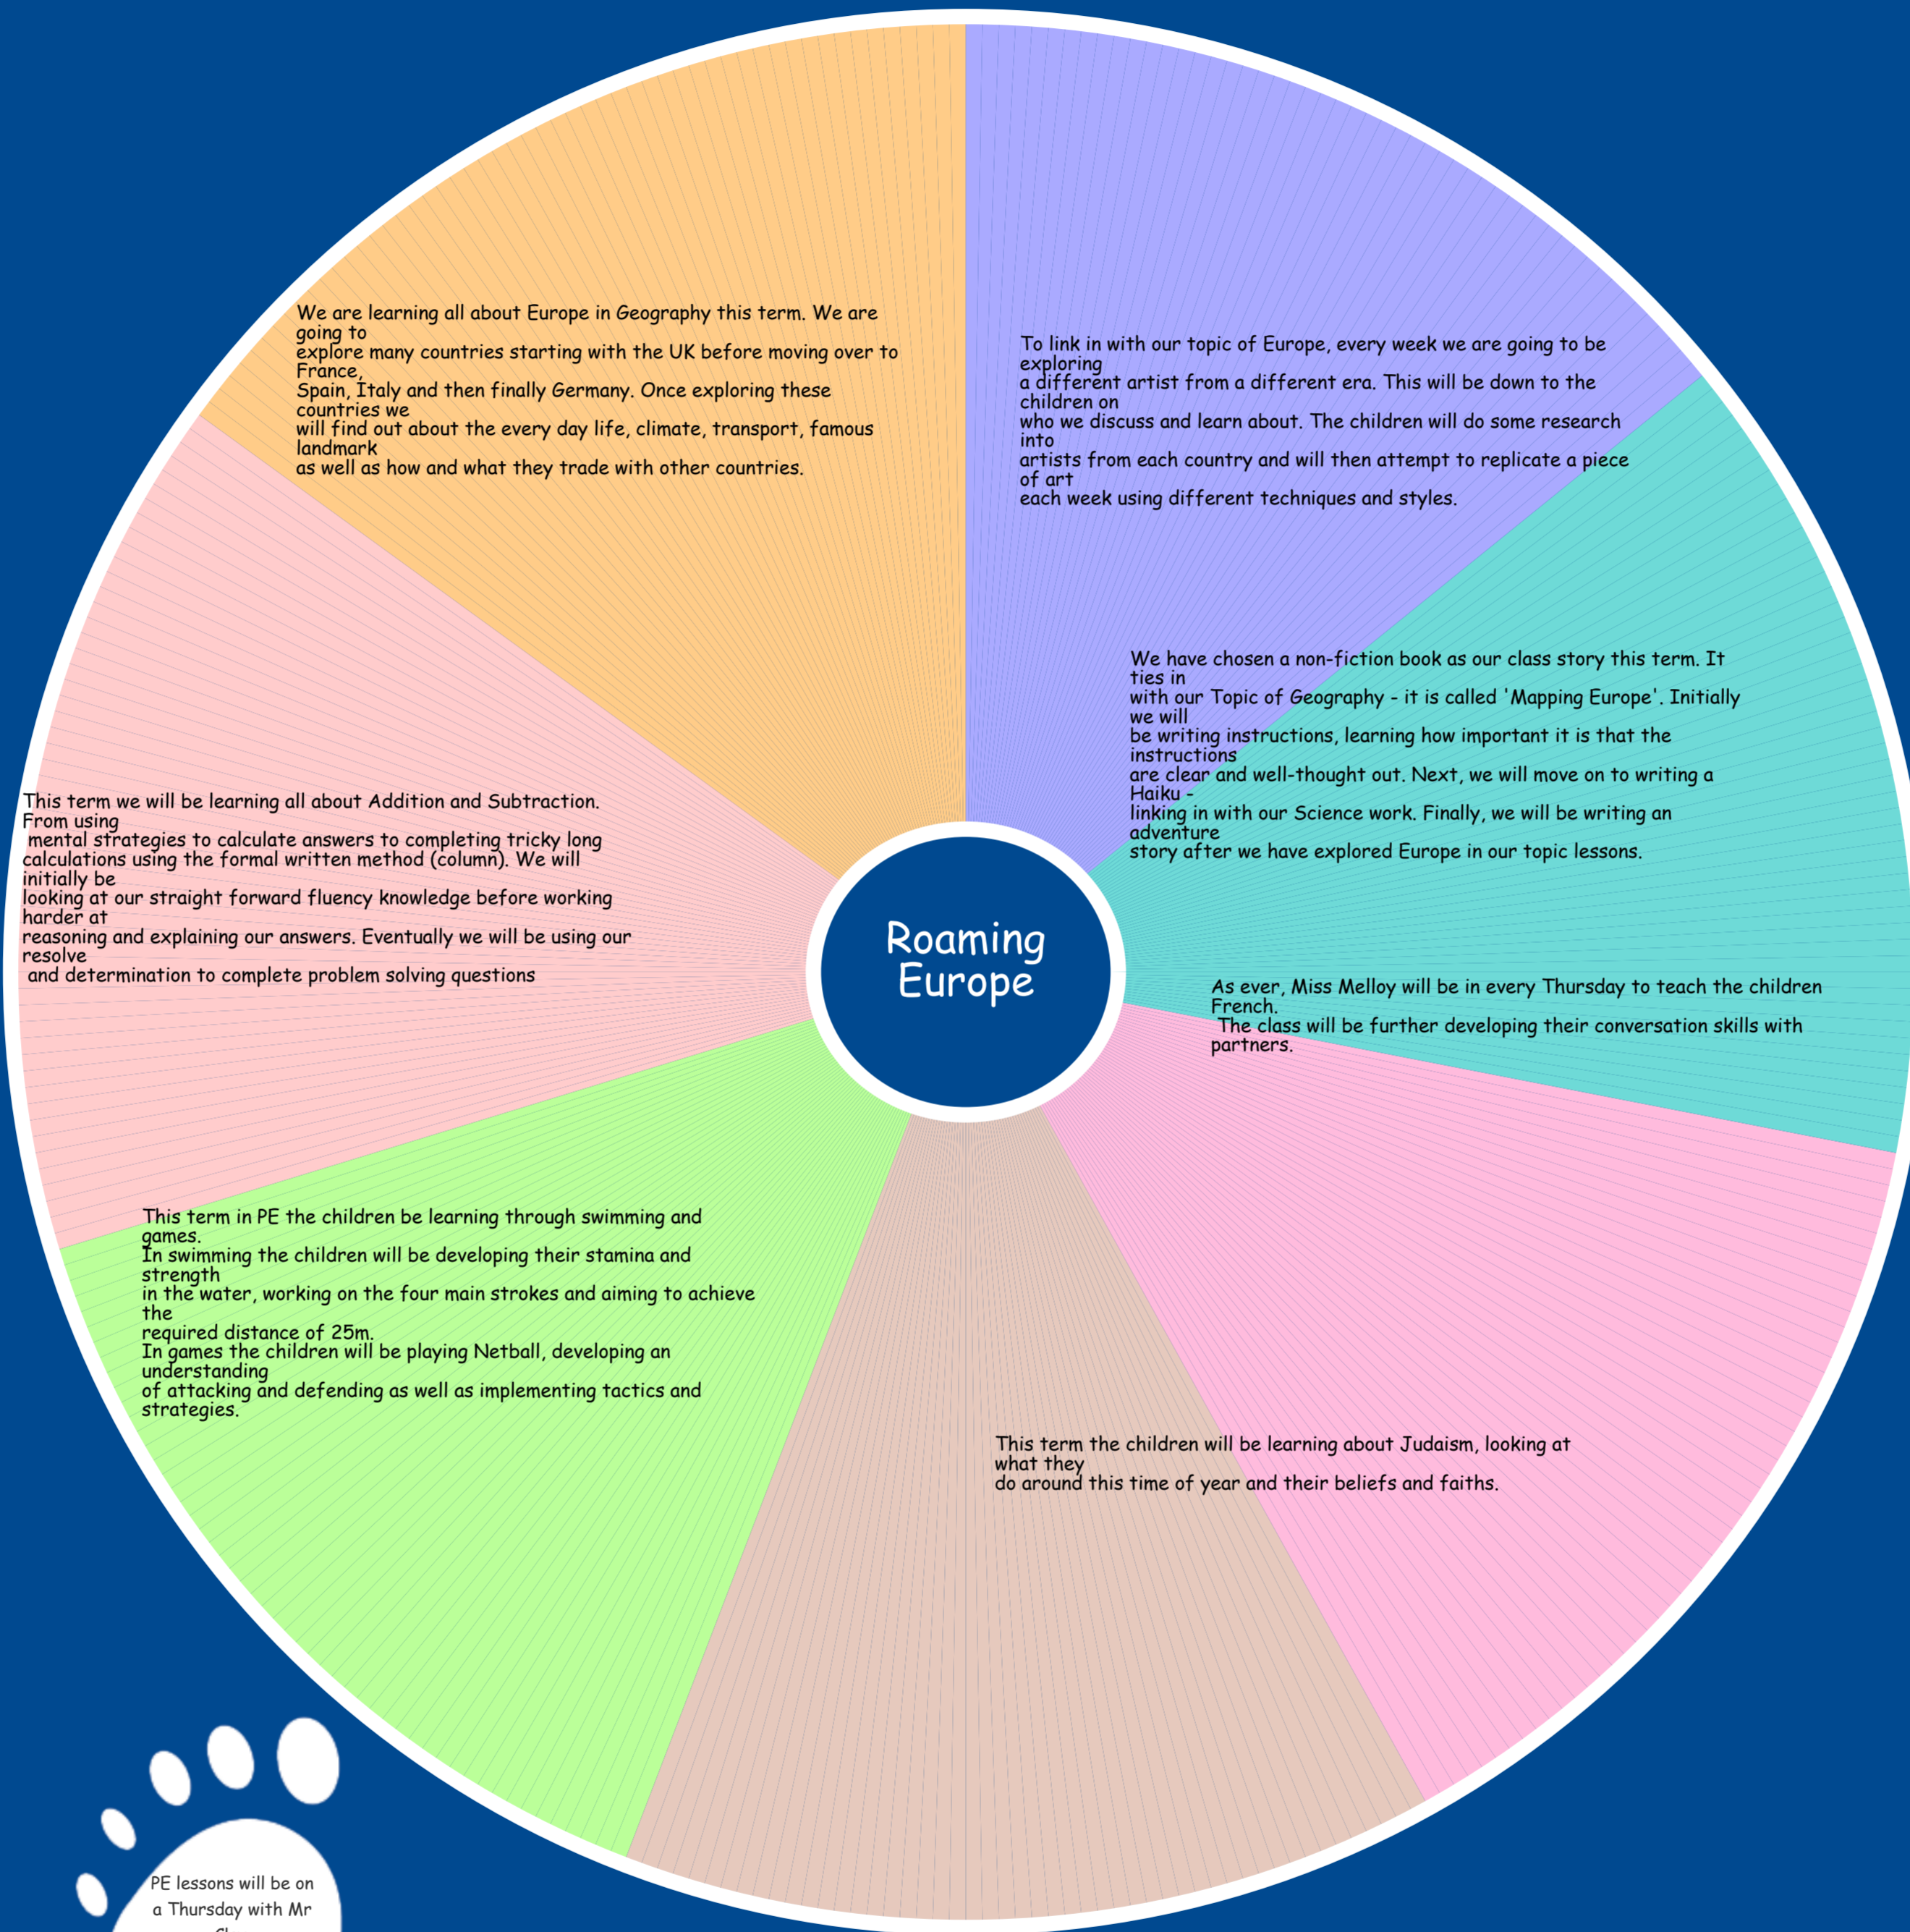 We are learning all about Europe in Geography this term. We are
going to
explore many countries starting with the UK before moving over to
France,
Spain, Italy and then finally Germany. Once exploring these
countries we
will find out about the every day life, climate, transport, famous
landmark
as well as how and what they trade with other countries.
To link in with our topic of Europe, every week we are going to be
exploring
a different artist from a different era. This will be down to the
children on
who we discuss and learn about. The children will do some research
into
artists from each country and will then attempt to replicate a piece
of art
each week using different techniques and styles.
We have chosen a non-fiction book as our class story this term. It
ties in
with our Topic of Geography - it is called 'Mapping Europe'. Initially
we will
be writing instructions, learning how important it is that the
instructions
are clear and well-thought out. Next, we will move on to writing a
Haiku -
linking in with our Science work. Finally, we will be writing an
adventure
story after we have explored Europe in our topic lessons.
This term we will be learning all about Addition and Subtraction.
From using
mental strategies to calculate answers to completing tricky long
calculations using the formal written method (column). We will
initially be
looking at our straight forward fluency knowledge before working
harder at
reasoning and explaining our answers. Eventually we will be using our
resolve
and determination to complete problem solving questions
Roaming
Europe
As ever, Miss Melloy will be in every Thursday to teach the children
French.
The class will be further developing their conversation skills with
partners.
This term in PE the children be learning through swimming and
games.
In swimming the children will be developing their stamina and
strength
in the water, working on the four main strokes and aiming to achieve
the
required distance of 25m.
In games the children will be playing Netball, developing an
understanding
of attacking and defending as well as implementing tactics and
strategies.
This term the children will be learning about Judaism, looking at
what they
do around this time of year and their beliefs and faiths.
PE lessons will be on
a Thursday with Mr